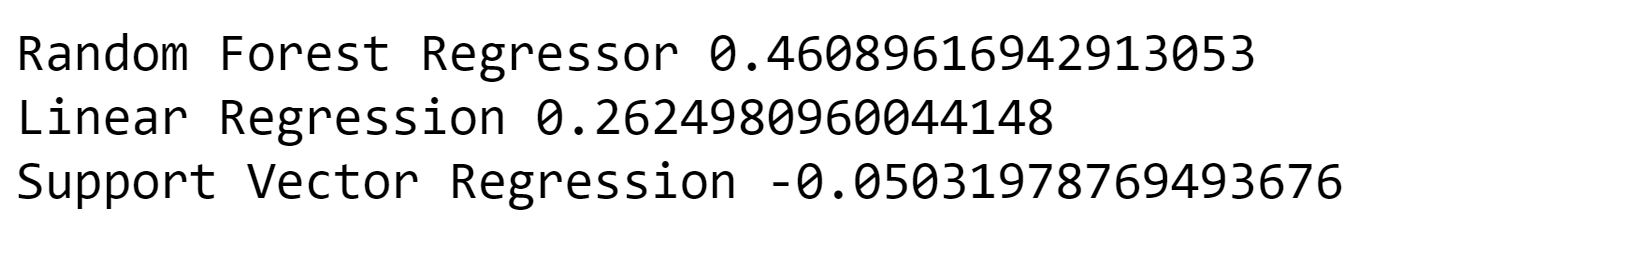 Random Forest Regressor 0.46089616942913053
Linear Regression 0.2624980960044148
Support Vector Regression -0.05031978769493676